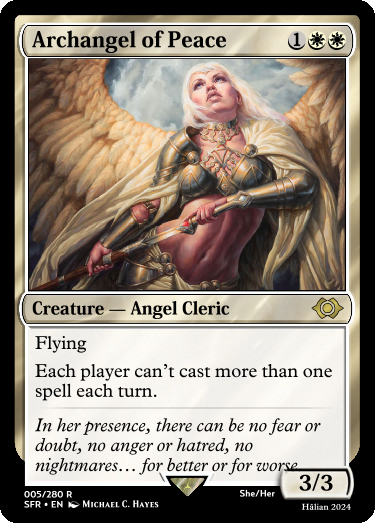 Archangel of Peace 1
Creature — Angel Cleric
Flying
Each player can't cast more than one
spell each turn.
In her presence, there can be no fear or
doubt, no anger or hatred, no
nightmares… for better or for worse
3/3
005/280 R
She/Her
SFR • EN Michael C. Hayes
Hālian 2024